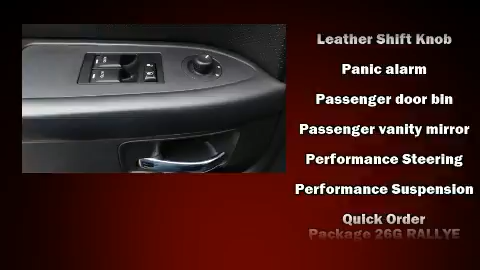 Leather Shift Knob
Panic alarm
Passenger door bin
Passenger vanity mirror
Performance Steering
Performance Suspension
Quick Order
Package 26G RALLYE